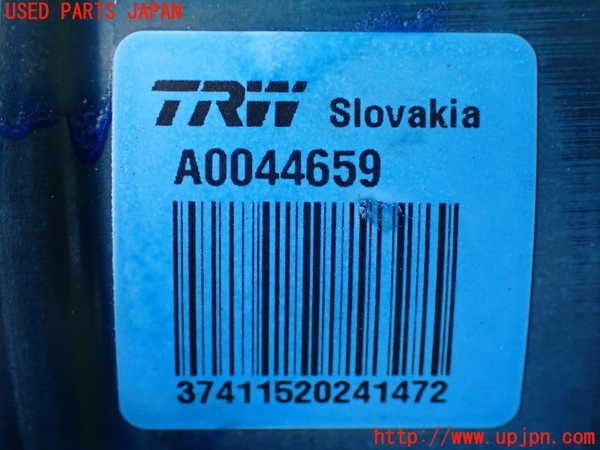 USED PARTS JAPAN
TRW Slovakia
A0044659
37411520241472
http://www.upjpn.com